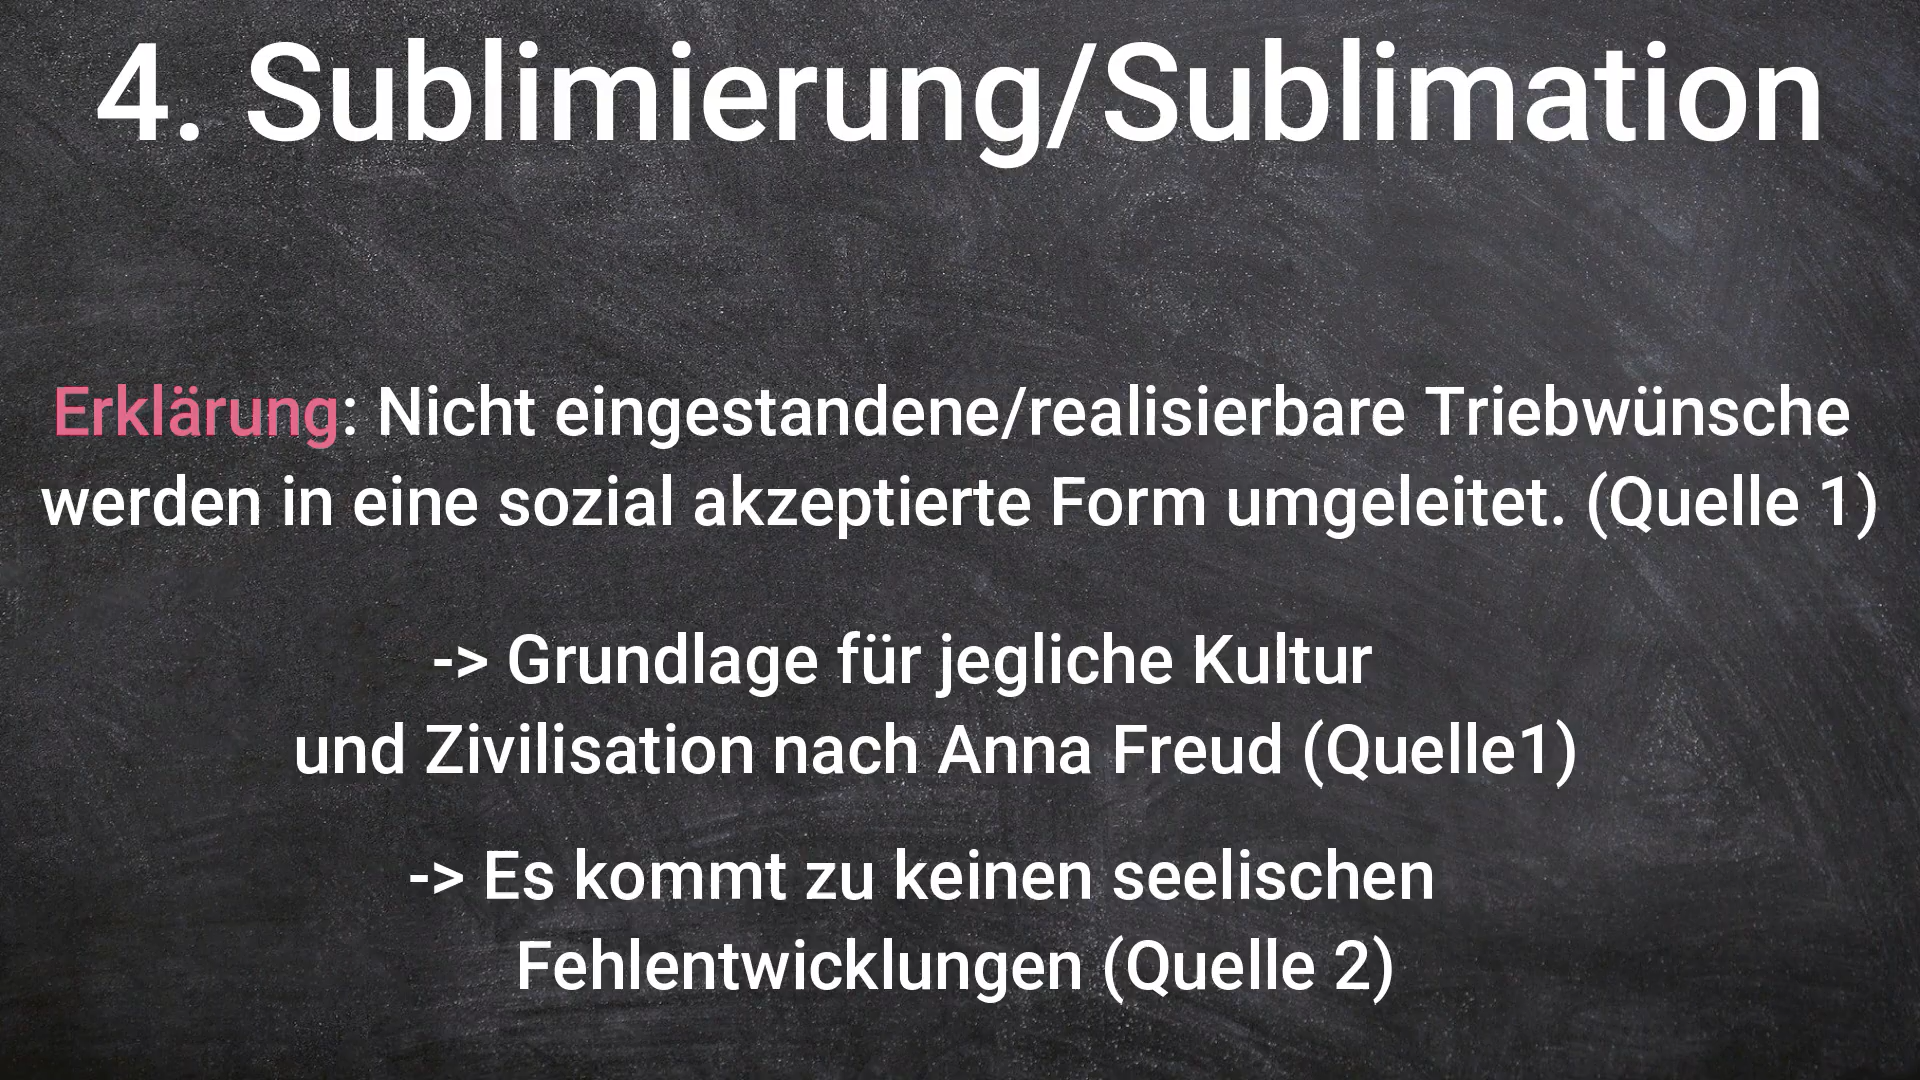 4. Sublimierung/Sublimation
Erklärung: Nicht eingestandene/realisierbare Triebwünsche
werden in eine sozial akzeptierte Form umgeleitet. (Quelle 1)
-> Grundlage für jegliche Kultur
und Zivilisation nach Anna Freud (Quelle1)
-> Es kommt zu keinen seelischen
Fehlentwicklungen (Quelle 2)